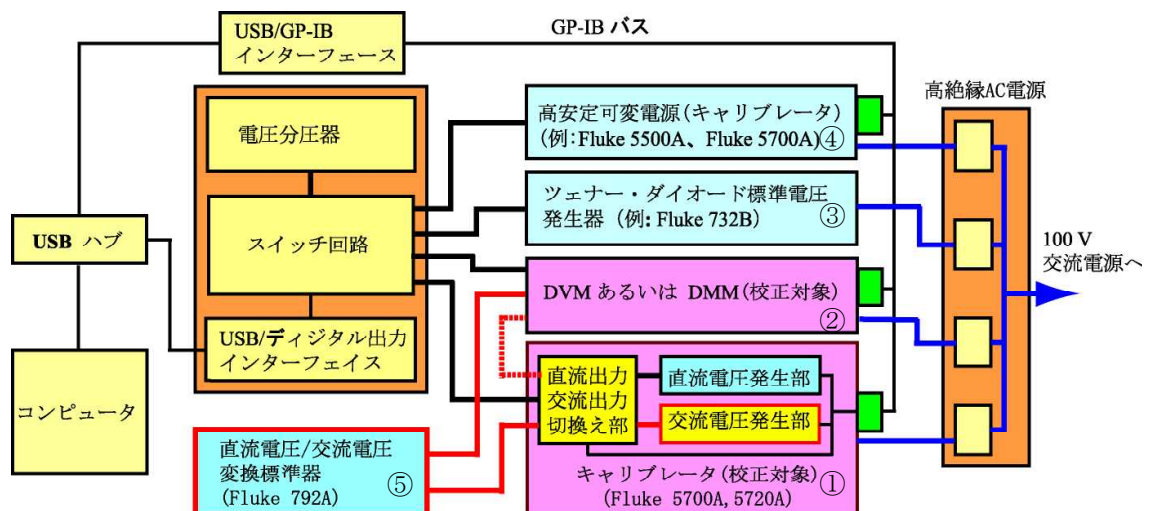 USB/GP-IB
インターフェース
GP-IB バス
高絶縁AC電源
電圧分圧器
高安定可変電源(キャリブレータ)
(例:Fluke 5500A、Fluke 5700A)④
ツェナー・ダイオード標準電圧
発生器 (例: Fluke 732B)
③
USB ハブ
スイッチ回路
100 V
交流電源へ
DVM あるいは DMM(校正対象)
②
USB/ディジタル出力
インターフェイス
コンピュータ
直流出力
交流出力
切換え部
直流電圧発生部
交流電圧発生部
直流電圧/交流電圧
変換標準器
(Fluke 792A)
⑤
キャリブレータ(校正対象)
(Fluke 5700A,5720A)
①